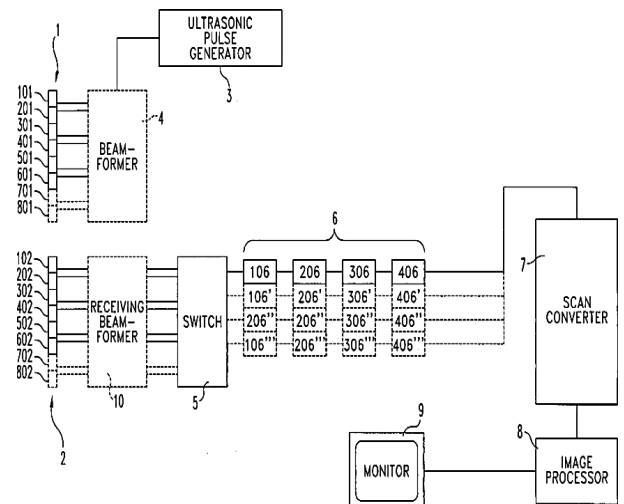 ULTRASONIC
PULSE
GENERATOR
3
1
101
201
301
401
501
601
701
801
4
BEAM-
FORMER
6
102
202
302
402
502
602
702
802
RECEIVING
BEAM-
FORMER
10
SWITCH
5
106 206 306 406
106' 206' 306' 406'
206'' 206'' 306'' 406''
106''' 206''' 306''' 406'''
7
SCAN
CONVERTER
2
9
MONITOR
8
IMAGE
PROCESSOR